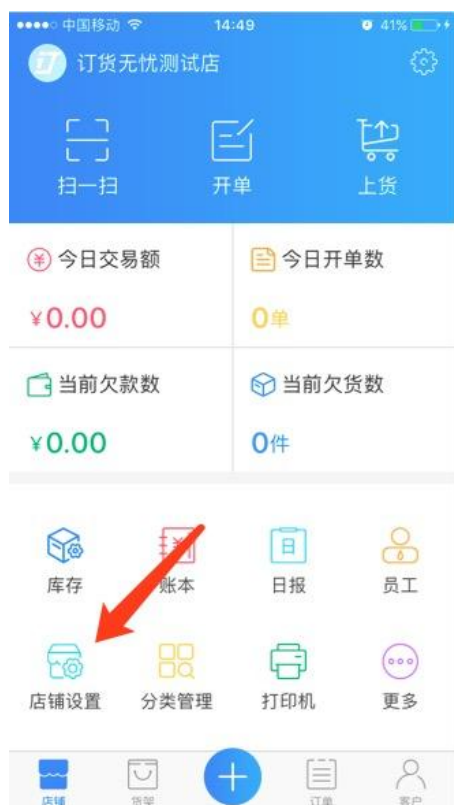 中国移动 14:49 41%
订货无忧测试店
扫一扫 开单 上货
今日交易额 今日开单数
¥0.00 0单
当前欠款数 当前欠货数
¥0.00 0件
库存 账本 日报 员工
店铺设置 分类管理 打印机 更多
店铺 货架 订单 客户